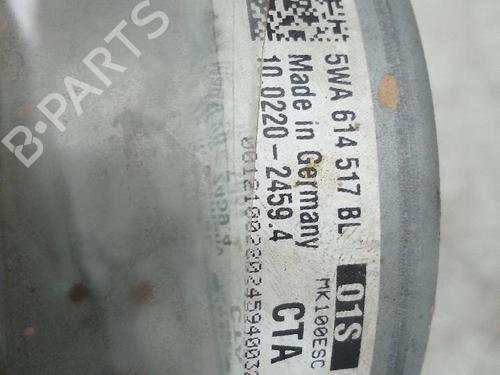 B-PARTS
5WA 614 517 BL
Made in Germany
10.0220-2459.4
01S
MK100ESC
CTA